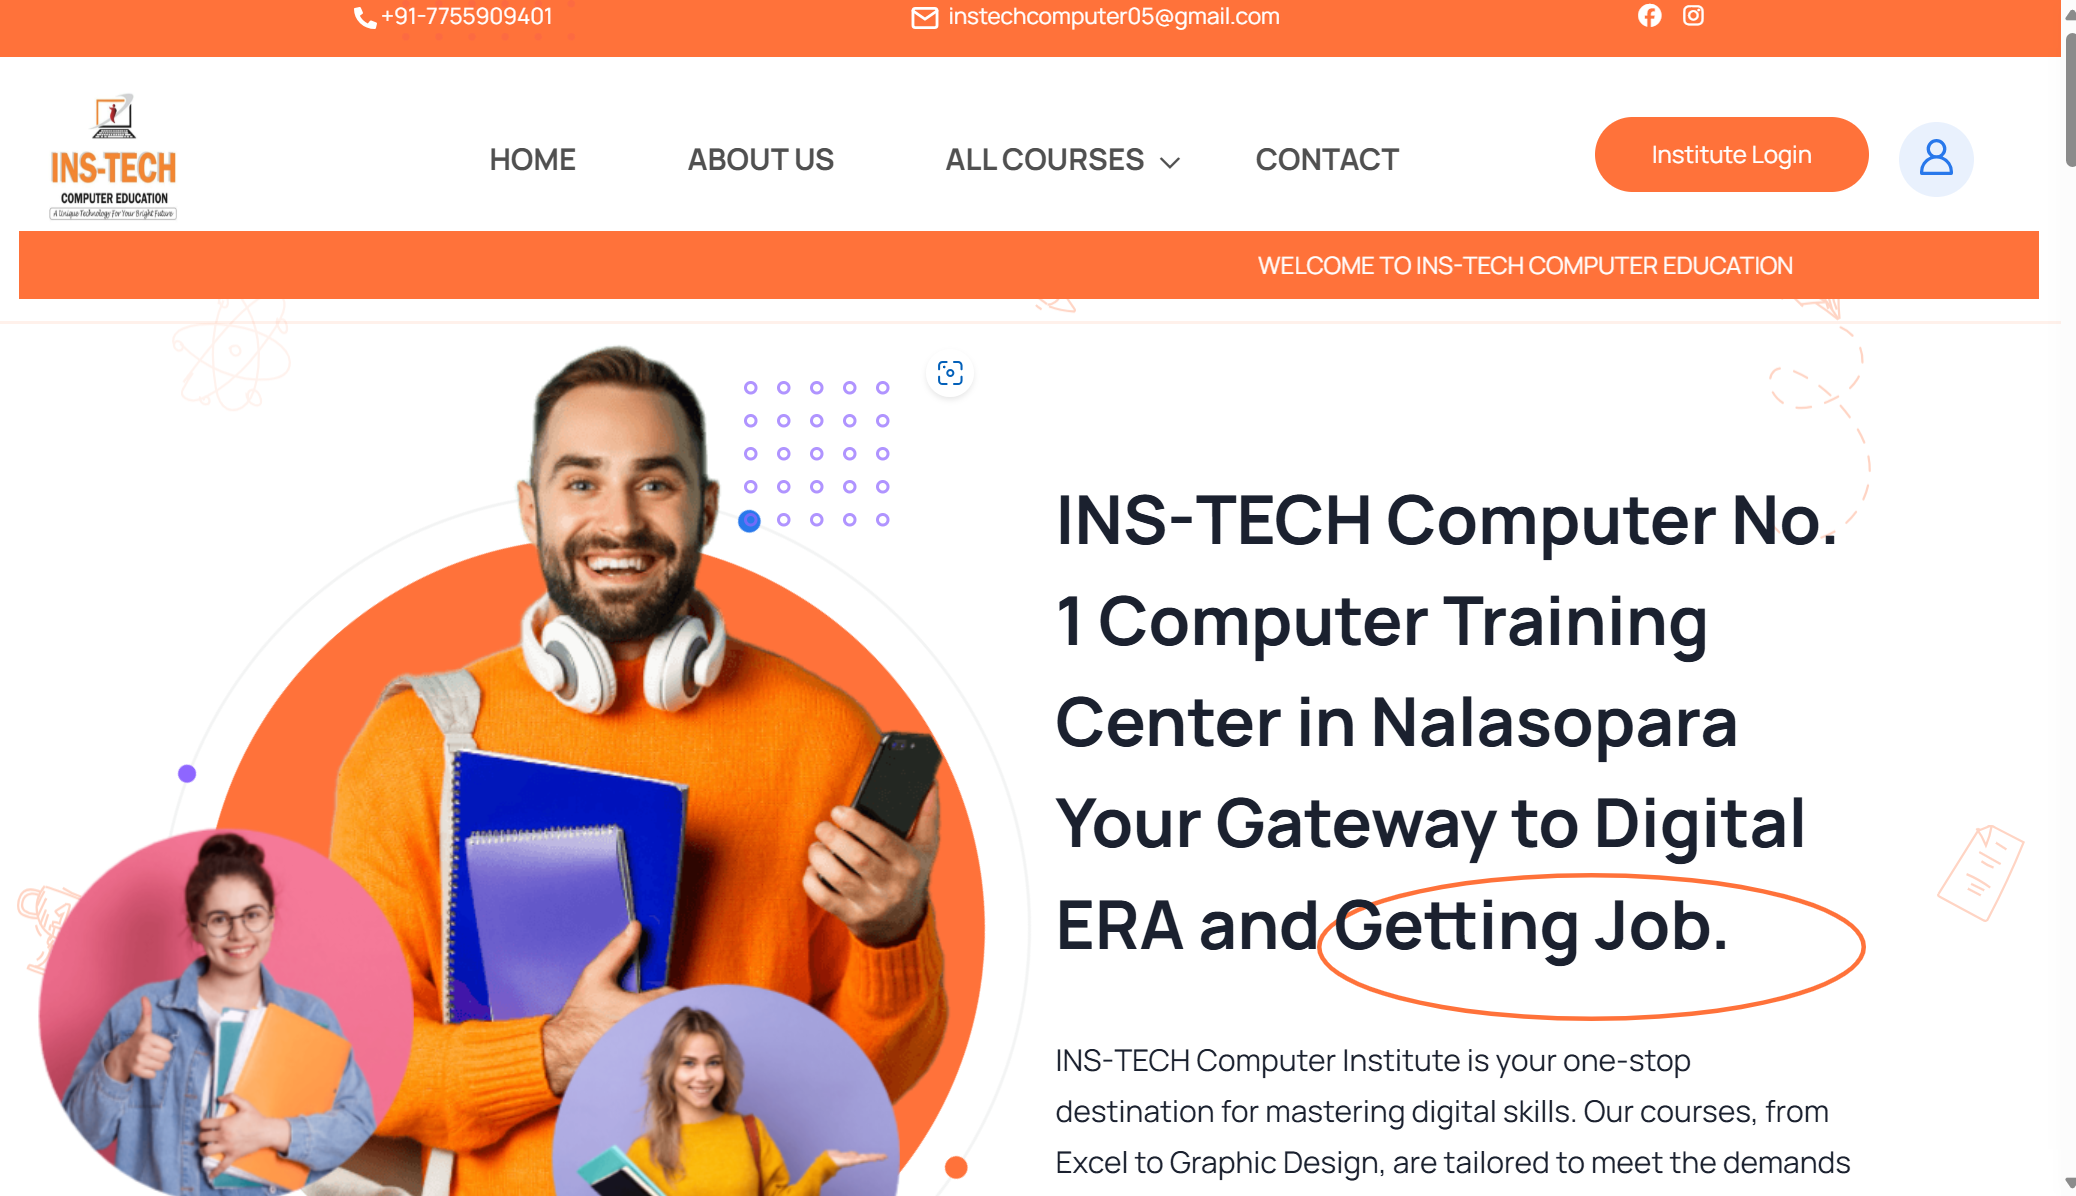 +91-7755909401
instechcomputer05@gmail.com
INS-TECH
COMPUTER EDUCATION
A Unique Technology For Your Bright Future
HOME
ABOUT US
ALL COURSES
CONTACT
Institute Login
WELCOME TO INS-TECH COMPUTER EDUCATION
INS-TECH Computer No.
1 Computer Training
Center in Nalasopara
Your Gateway to Digital
ERA and Getting Job.
INS-TECH Computer Institute is your one-stop
destination for mastering digital skills. Our courses, from
Excel to Graphic Design, are tailored to meet the demands